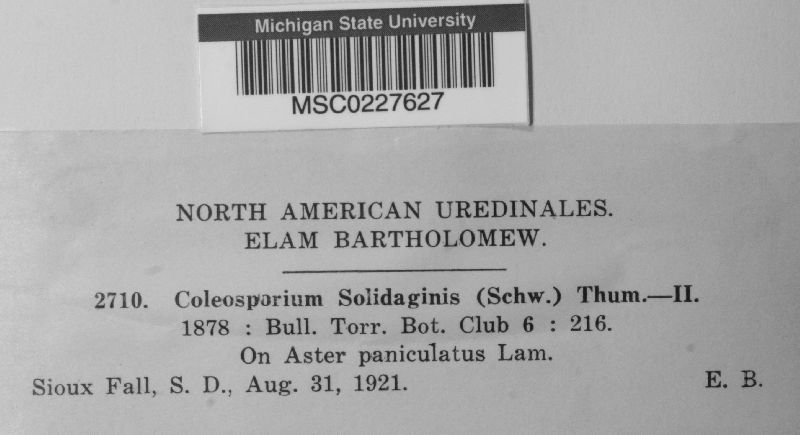 Michigan State University
MSC0227627
NORTH AMERICAN UREDINALES.
ELAM BARTHOLOMEW.
2710. Coleosporium Solidaginis (Schw.) Thum.—II.
1878 : Bull. Torr. Bot. Club 6 : 216.
On Aster paniculatus Lam.
Sioux Fall, S. D., Aug. 31, 1921. E. B.